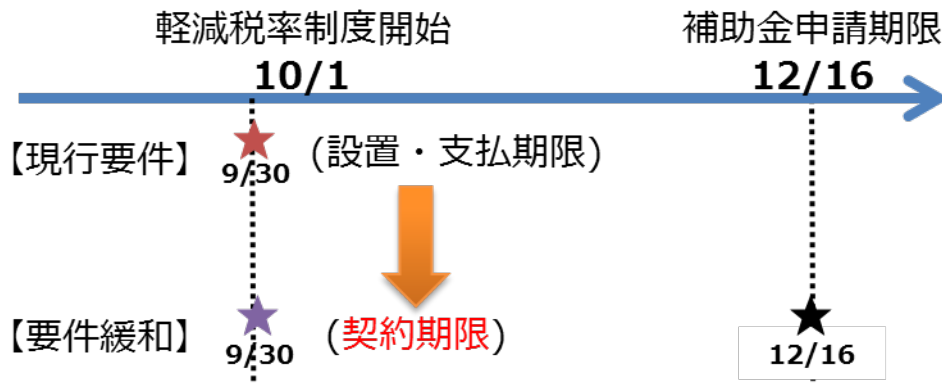 軽減税率制度開始
補助金申請期限
10/1
12/16
【現行要件】
9/30
(設置・支払期限)
【要件緩和】
9/30
(契約期限)
12/16